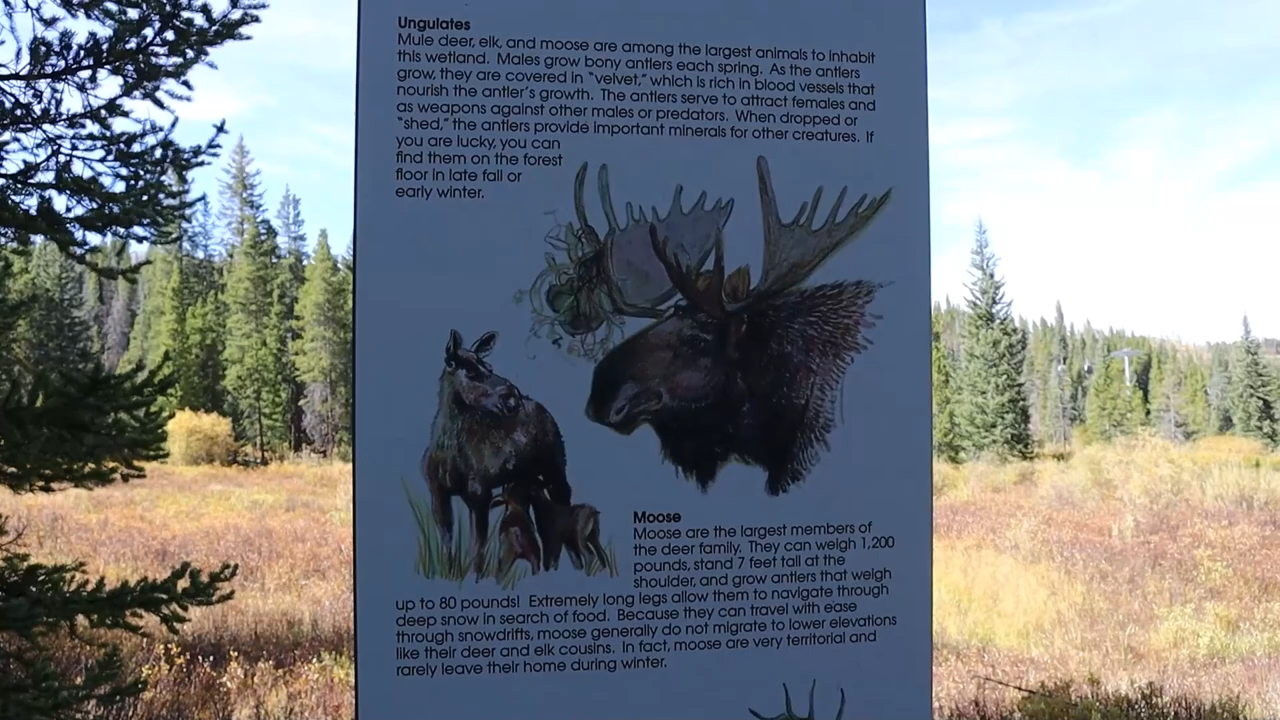 Ungulates
Mule deer, elk, and moose are among the largest animals to inhabit
this wetland. Males grow bony antlers each spring. As the antlers
grow, they are covered in "velvet," which is rich in blood vessels that
nourish the antler's growth. The antlers serve to attract females and
as weapons against other males or predators. When dropped or
"shed," the antlers provide important minerals for other creatures. If
you are lucky, you can
find them on the forest
floor in late fall or
early winter.
Moose
Moose are the largest members of
the deer family. They can weigh 1,200
pounds, stand 7 feet tall at the
shoulder, and grow antlers that weigh
up to 80 pounds! Extremely long legs allow them to navigate through
deep snow in search of food. Because they can travel with ease
through snowdrifts, moose generally do not migrate to lower elevations
like their deer and elk cousins. In fact, moose are very territorial and
rarely leave their home during winter.